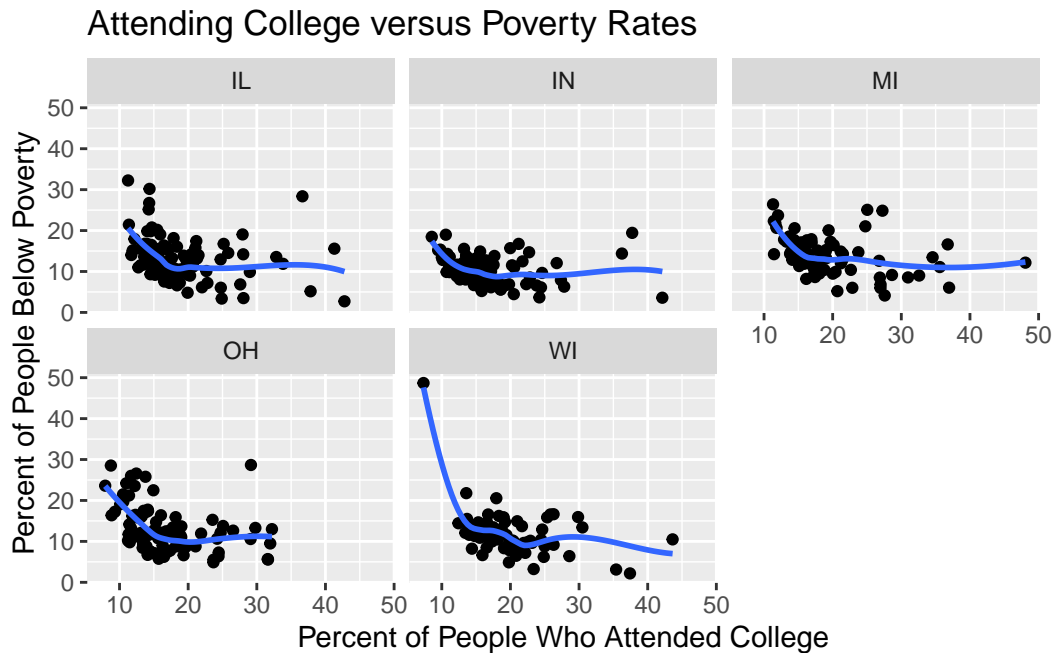 Attending College versus Poverty Rates
IL IN MI
50
40
30
20
10
0
10 20 30 40 50
OH WI
50
40
30
20
10
0
10 20 30 40 50 10 20 30 40 50
Percent of People Below Poverty
Percent of People Who Attended College